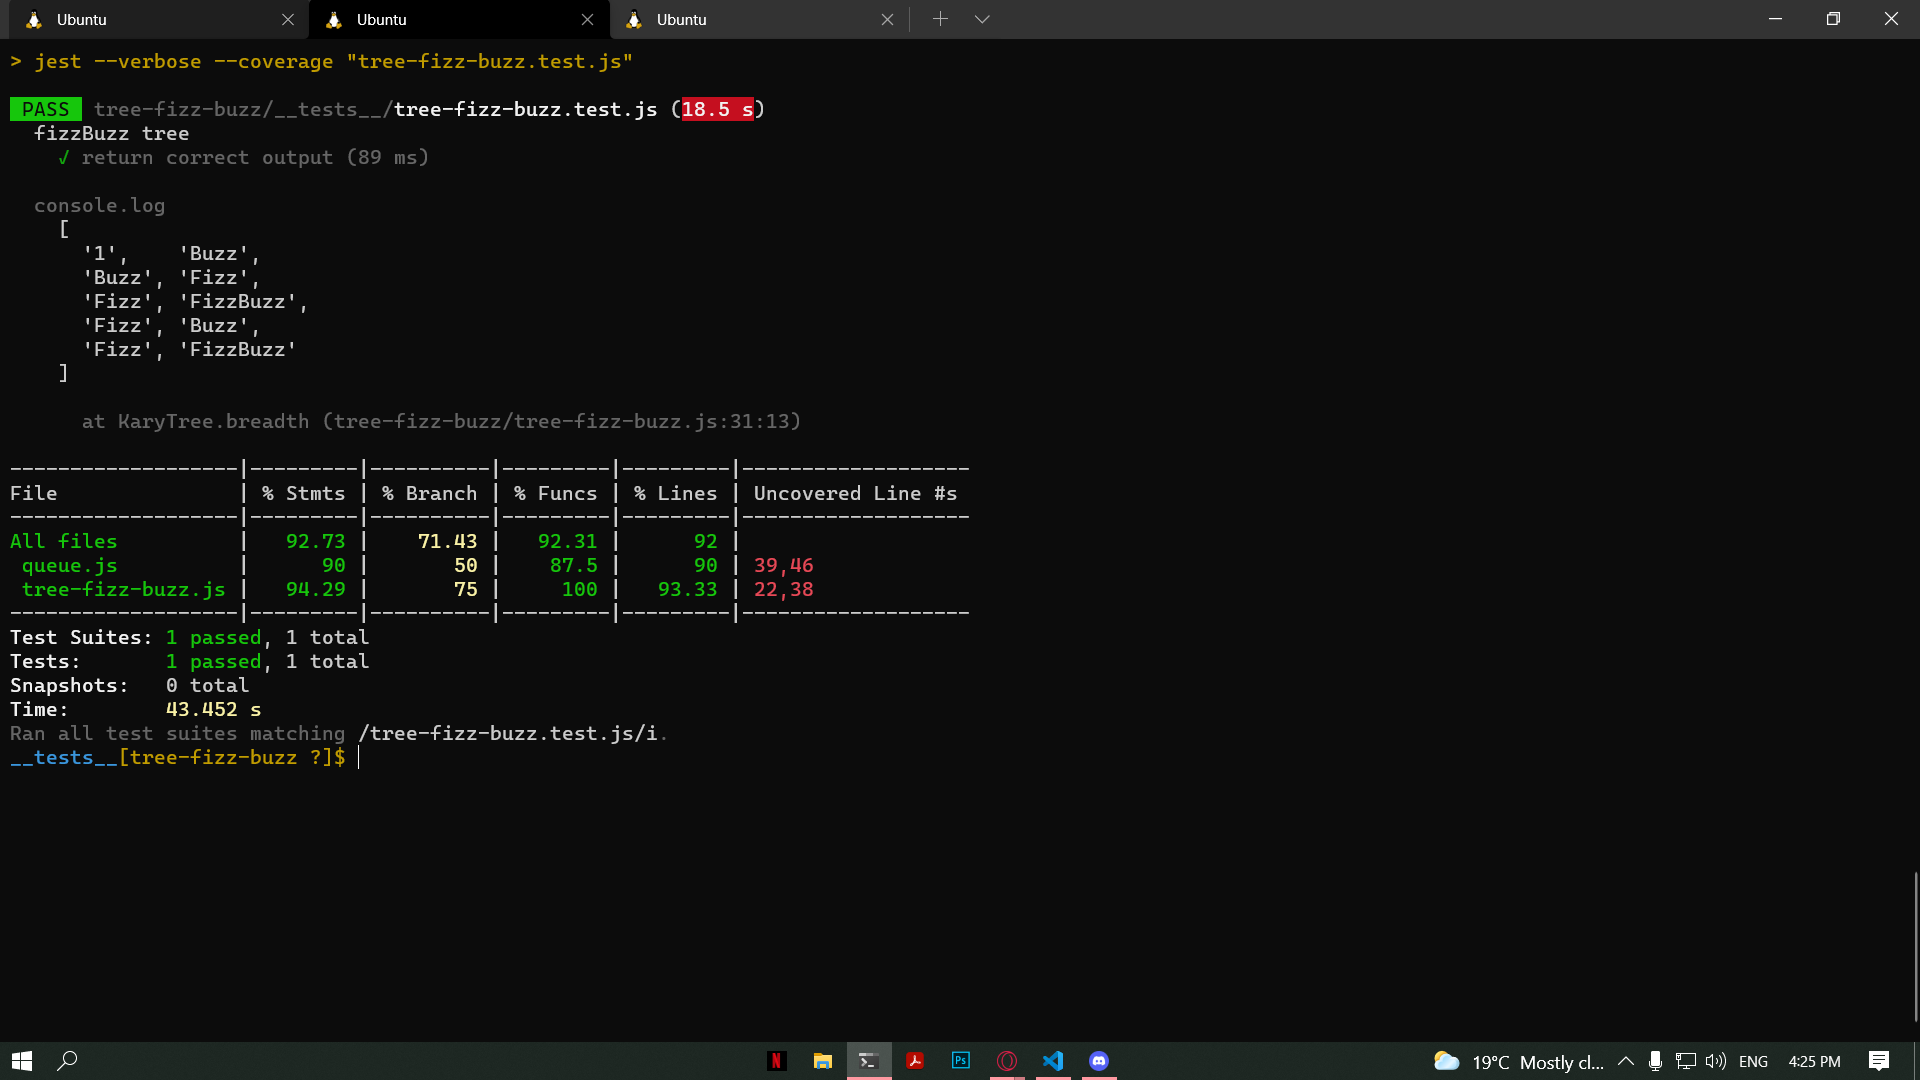 Ubuntu Ubuntu Ubuntu
> jest --verbose --coverage "tree-fizz-buzz.test.js"
PASS tree-fizz-buzz/__tests__/tree-fizz-buzz.test.js (18.5 s)
fizzBuzz tree
√ return correct output (89 ms)
console.log
[
'1',    'Buzz',
'Buzz', 'Fizz',
'Fizz', 'FizzBuzz',
'Fizz', 'Buzz',
'Fizz', 'FizzBuzz'
]
at KaryTree.breadth (tree-fizz-buzz/tree-fizz-buzz.js:31:13)
-------------------|---------|----------|---------|---------|-------------------
File               | % Stmts | % Branch | % Funcs | % Lines | Uncovered Line #s
-------------------|---------|----------|---------|---------|-------------------
All files          |   92.73 |    71.43 |   92.31 |      92 |
queue.js          |      90 |       50 |    87.5 |      90 | 39,46
tree-fizz-buzz.js |   94.29 |       75 |     100 |   93.33 | 22,38
-------------------|---------|----------|---------|---------|-------------------
Test Suites: 1 passed, 1 total
Tests:       1 passed, 1 total
Snapshots:   0 total
Time:        43.452 s
Ran all test suites matching /tree-fizz-buzz.test.js/i.
__tests__[tree-fizz-buzz ?]$
N Ps 19°C Mostly cl... ENG 4:25 PM